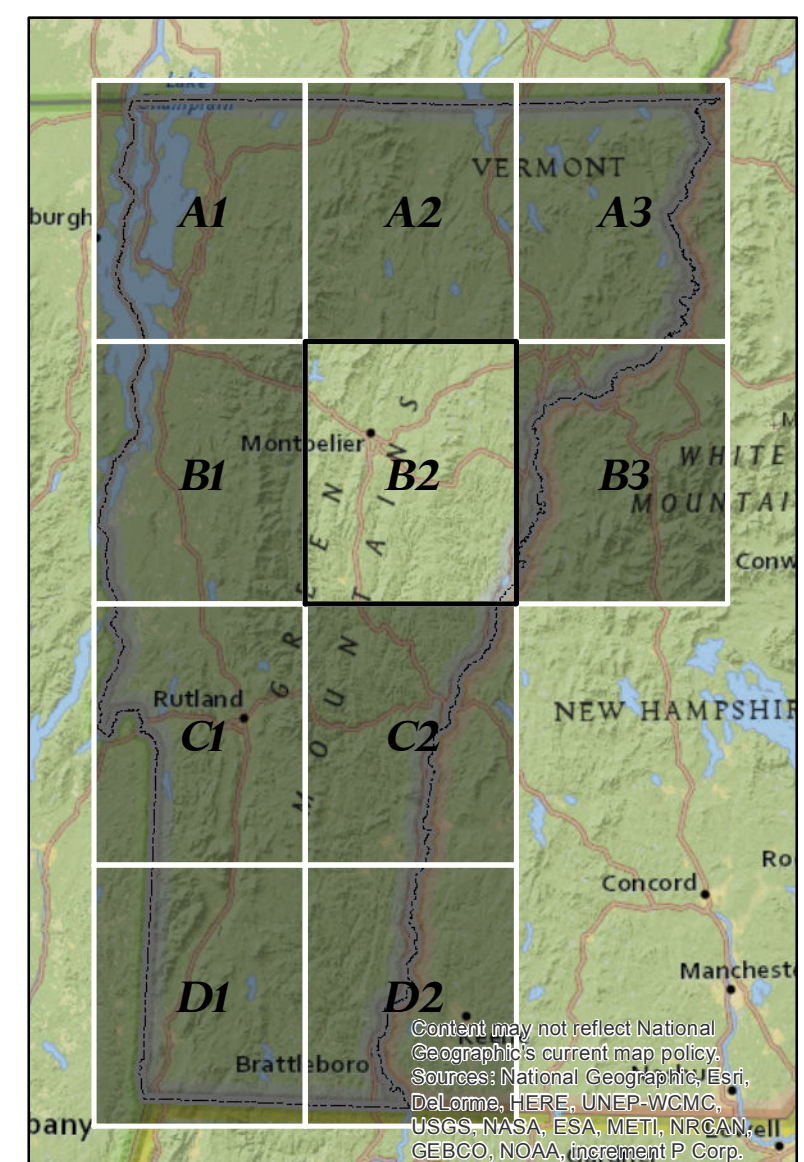 Lake
Champlain
VERMONT
burgh
A1
A2
A3
Montpelier
B1
B2
B3
WHITE
MOUNTAI
Conw
GREEN
MOUNTAINS
Rutland
C1
C2
NEW HAMPSHIR
Ro
Concord
Manchest
D1
D2
Brattleboro
bany
Content may not reflect National
Geographic's current map policy.
Sources: National Geographic, Esri,
DeLorme, HERE, UNEP-WCMC,
USGS, NASA, ESA, METI, NRCAN,
GEBCO, NOAA, increment P Corp.